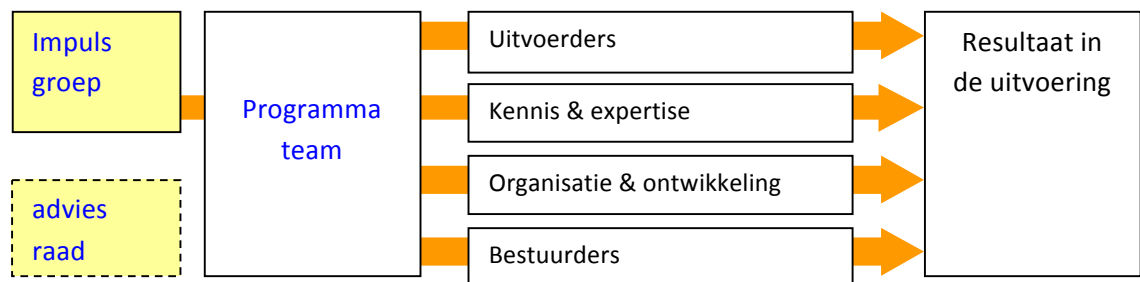 Impuls
groep
advies
raad
Programma
team
Uitvoerders
Kennis & expertise
Organisatie & ontwikkeling
Bestuurders
Resultaat in
de uitvoering